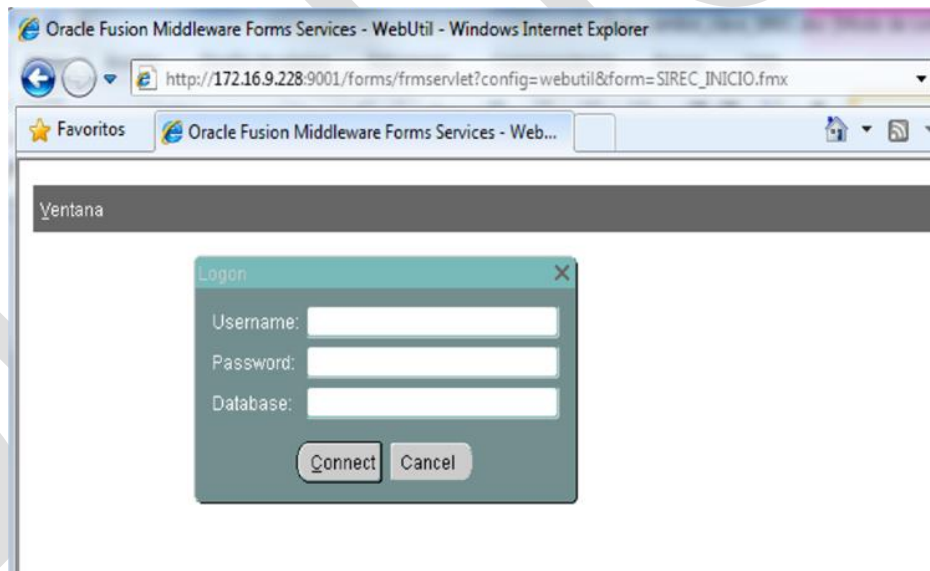 Oracle Fusion Middleware Forms Services - WebUtil - Windows Internet Explorer
http://172.16.9.228:9001/forms/frmservlet?config=webutil&form=SIREC_INICIO.fmx
Favoritos
Oracle Fusion Middleware Forms Services - Web...
Ventana
Logon
Username:
Password:
Database:
Connect Cancel